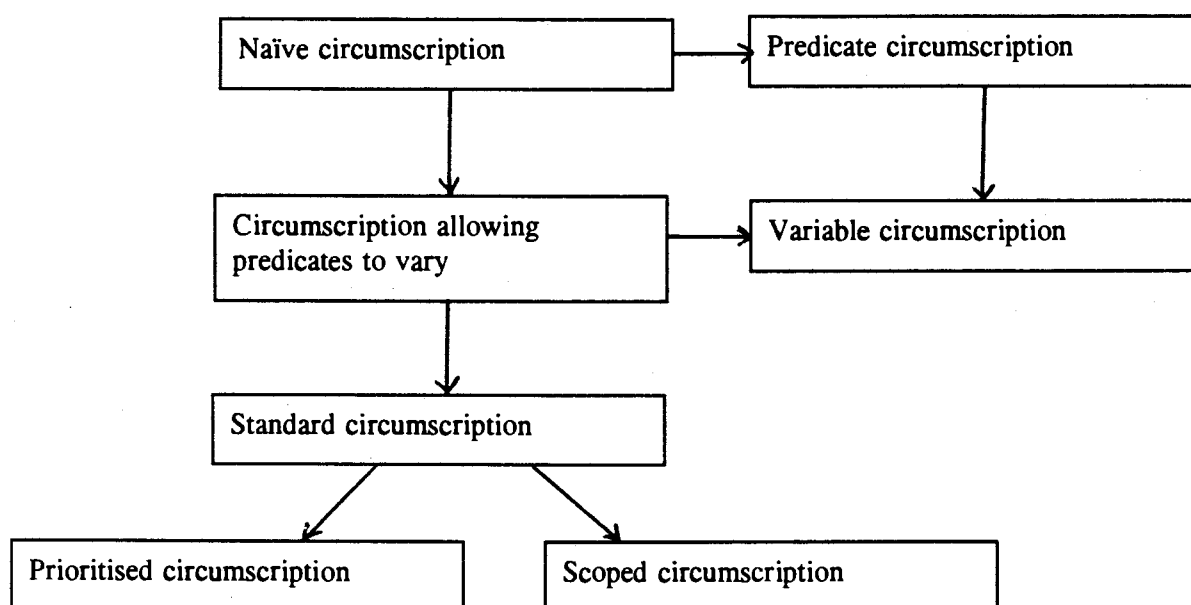 Naïve circumscription
Predicate circumscription
Circumscription allowing
predicates to vary
Variable circumscription
Standard circumscription
Prioritised circumscription
Scoped circumscription